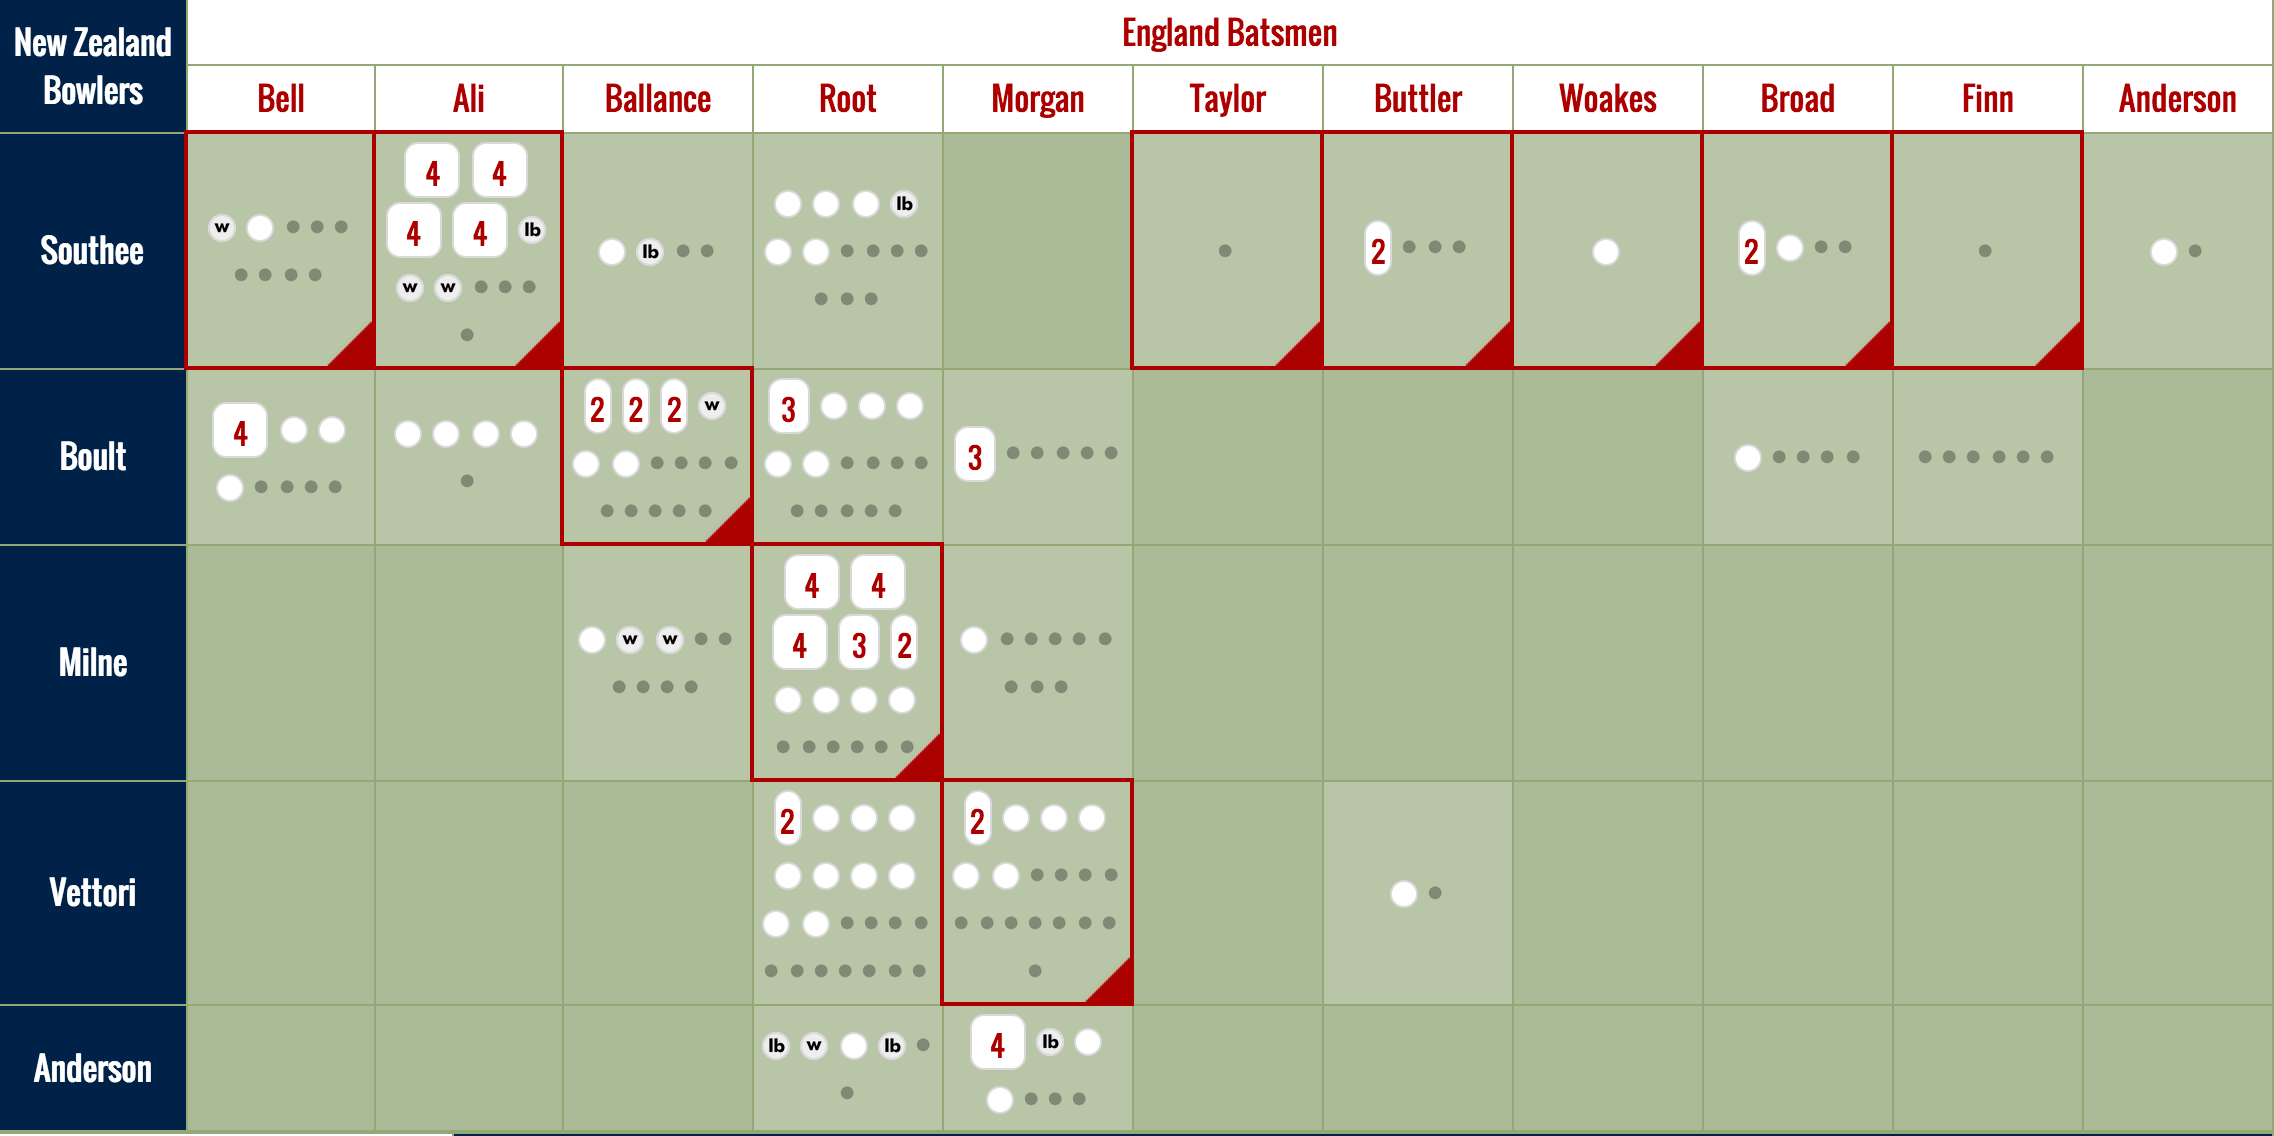 New Zealand
Bowlers
England Batsmen
Bell Ali Ballance Root Morgan Taylor Buttler Woakes Broad Finn Anderson
Southee
w
4 4
4 4 lb
w w
lb
lb
2
2
Boult
4
2 2 2 w
3
3
Milne
w w
4 4
4 3 2
Vettori
2
2
Anderson
lb w lb
4 lb